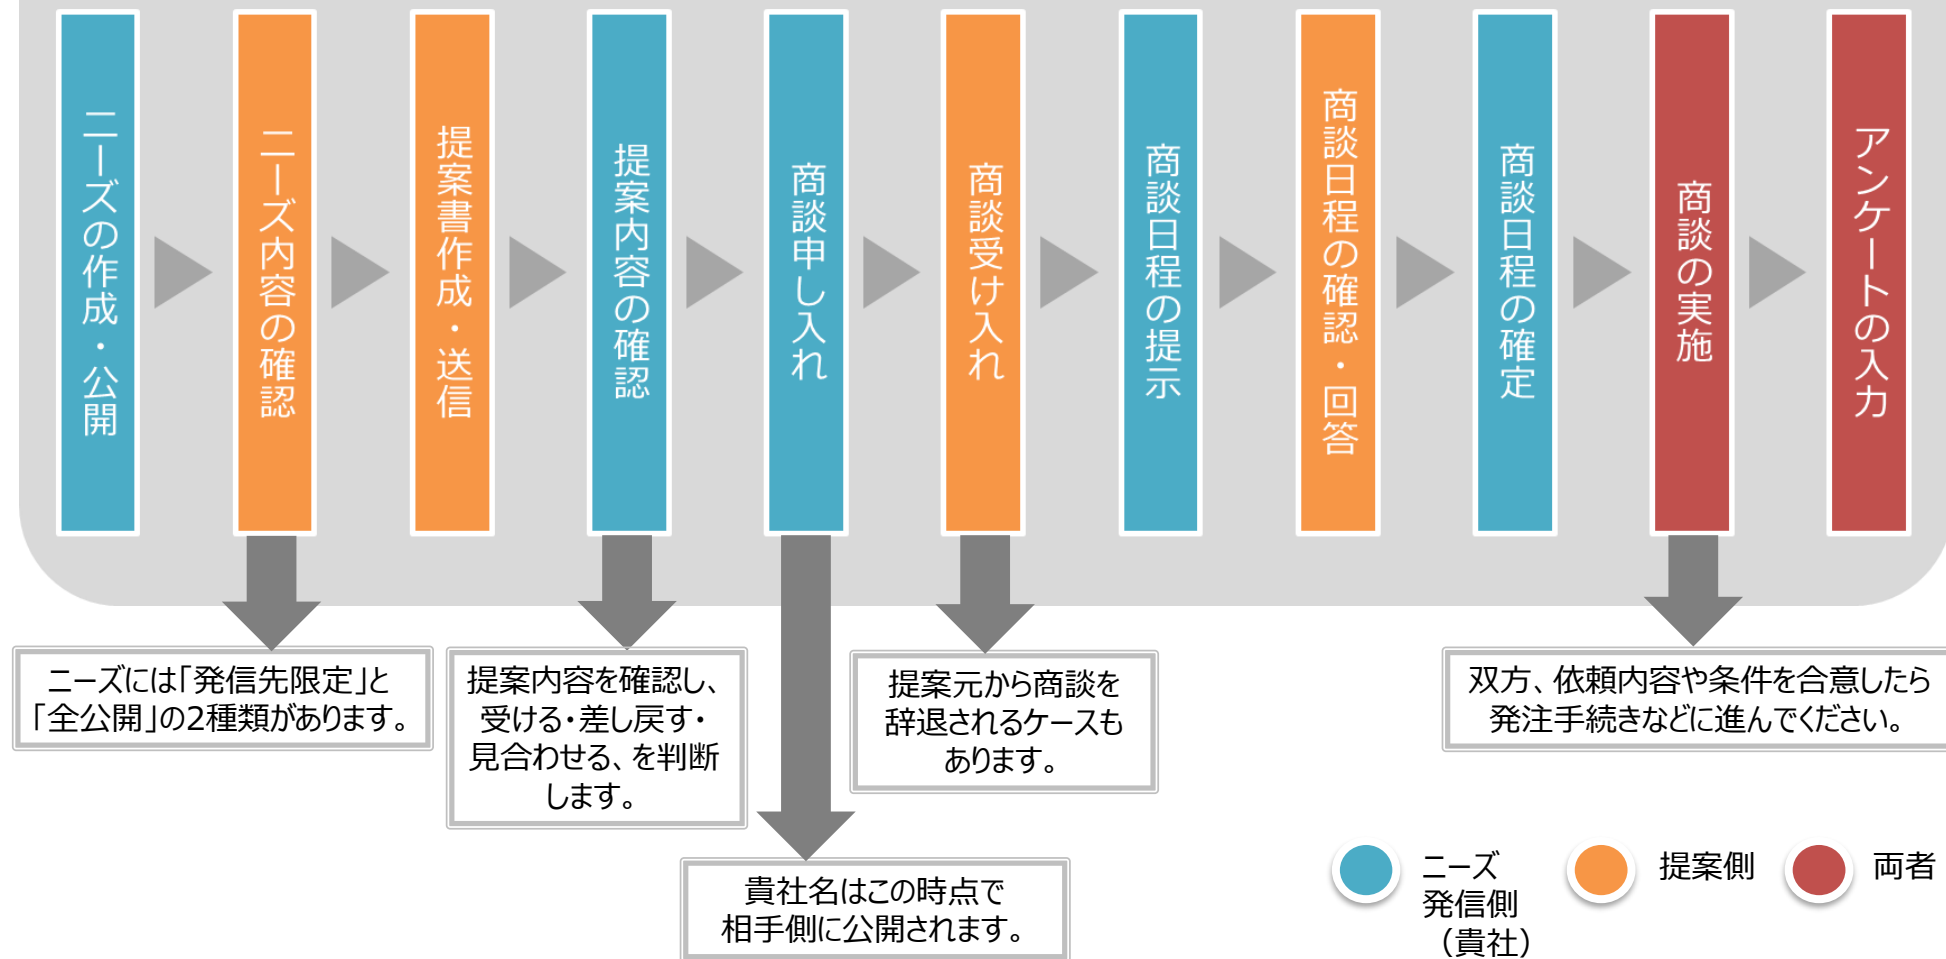 ニーズの作成・公開
ニーズ内容の確認
提案書作成・送信
提案内容の確認
商談申し入れ
商談受け入れ
商談日程の提示
商談日程の確認・回答
商談日程の確定
商談の実施
アンケートの入力
ニーズには「発信先限定」と
「全公開」の2種類があります。
提案内容を確認し、
受ける・差し戻す・
見合わせる、を判断
します。
貴社名はこの時点で
相手側に公開されます。
提案元から商談を
辞退されるケースも
あります。
双方、依頼内容や条件を合意したら
発注手続きなどに進んでください。
ニーズ
発信側
（貴社）
提案側
両者